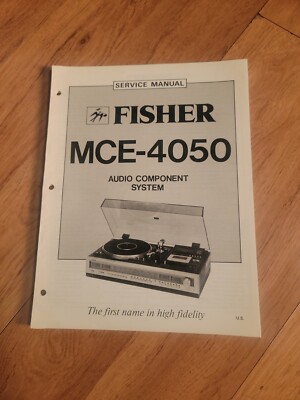 SERVICE MANUAL
FISHER
MCE-4050
AUDIO COMPONENT
SYSTEM
The first name in high fidelity